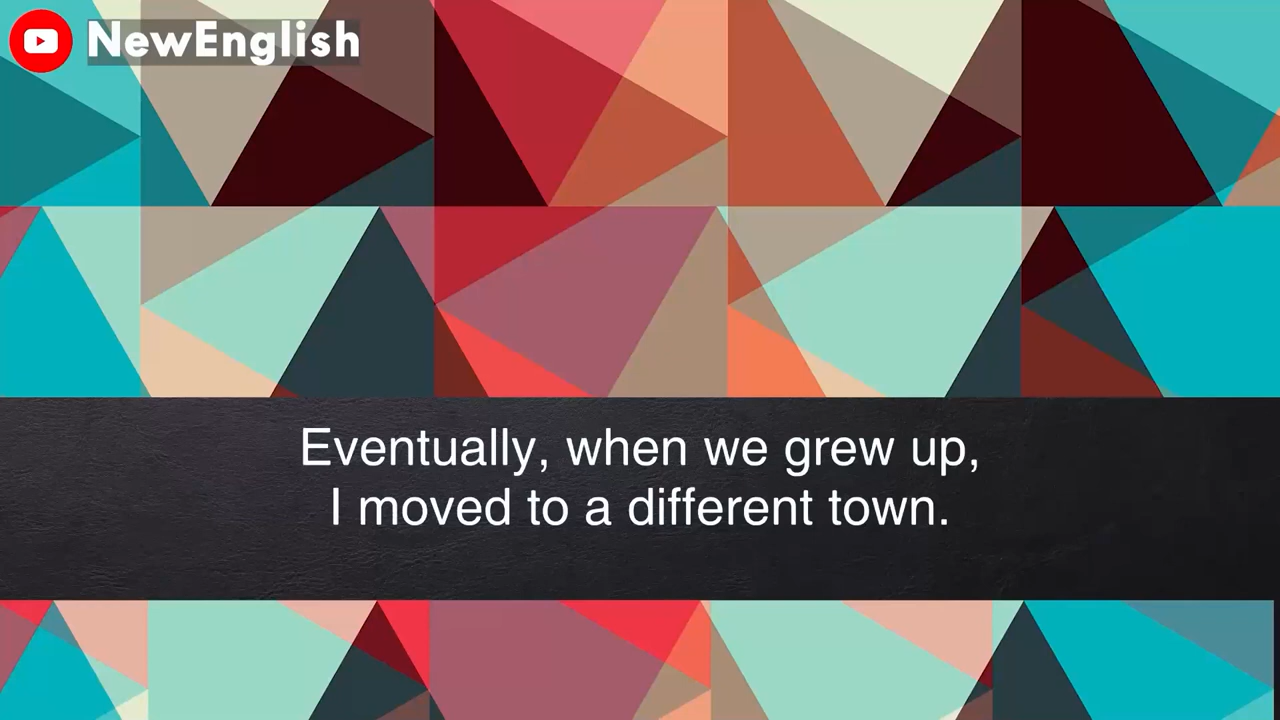 NewEnglish
Eventually, when we grew up,
I moved to a different town.